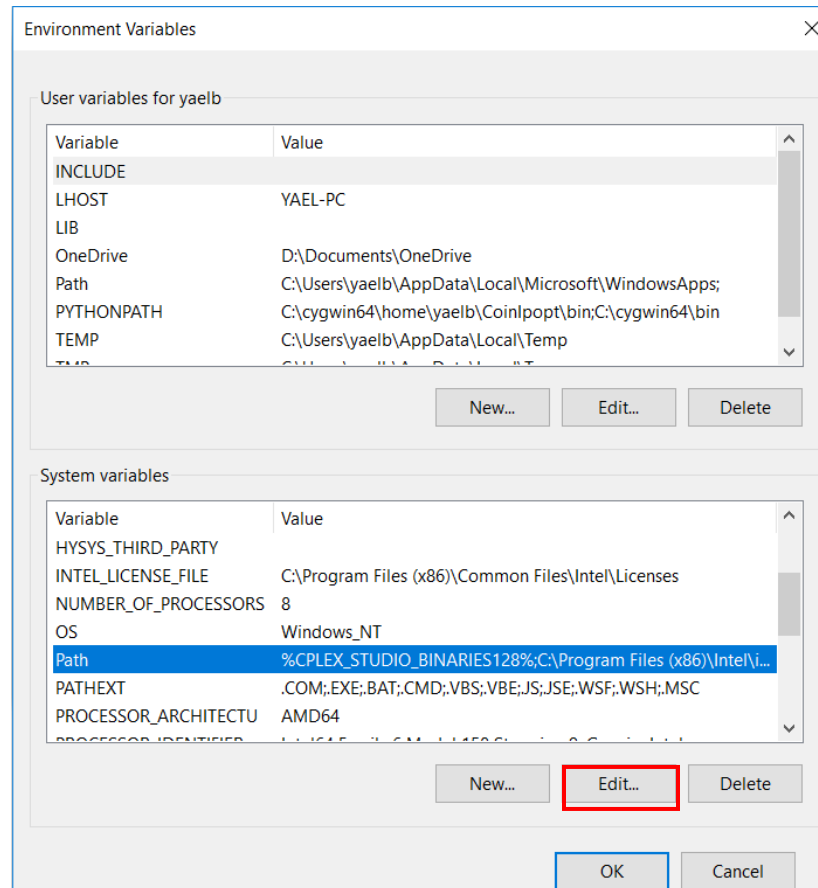 Environment Variables
User variables for yaelb
Variable Value
INCLUDE
LHOST YAEL-PC
LIB
OneDrive D:\Documents\OneDrive
Path C:\Users\yaelb\AppData\Local\Microsoft\WindowsApps;
PYTHONPATH C:\cygwin64\home\yaelb\CoinIpopt\bin;C:\cygwin64\bin
TEMP C:\Users\yaelb\AppData\Local\Temp
New... Edit... Delete
System variables
Variable Value
HYSYS_THIRD_PARTY
INTEL_LICENSE_FILE C:\Program Files (x86)\Common Files\Intel\Licenses
NUMBER_OF_PROCESSORS 8
OS Windows_NT
Path %CPLEX_STUDIO_BINARIES128%;C:\Program Files (x86)\Intel\i...
PATHEXT .COM;.EXE;.BAT;.CMD;.VBS;.VBE;.JS;.JSE;.WSF;.WSH;.MSC
PROCESSOR_ARCHITECTU AMD64
New... Edit... Delete
OK Cancel